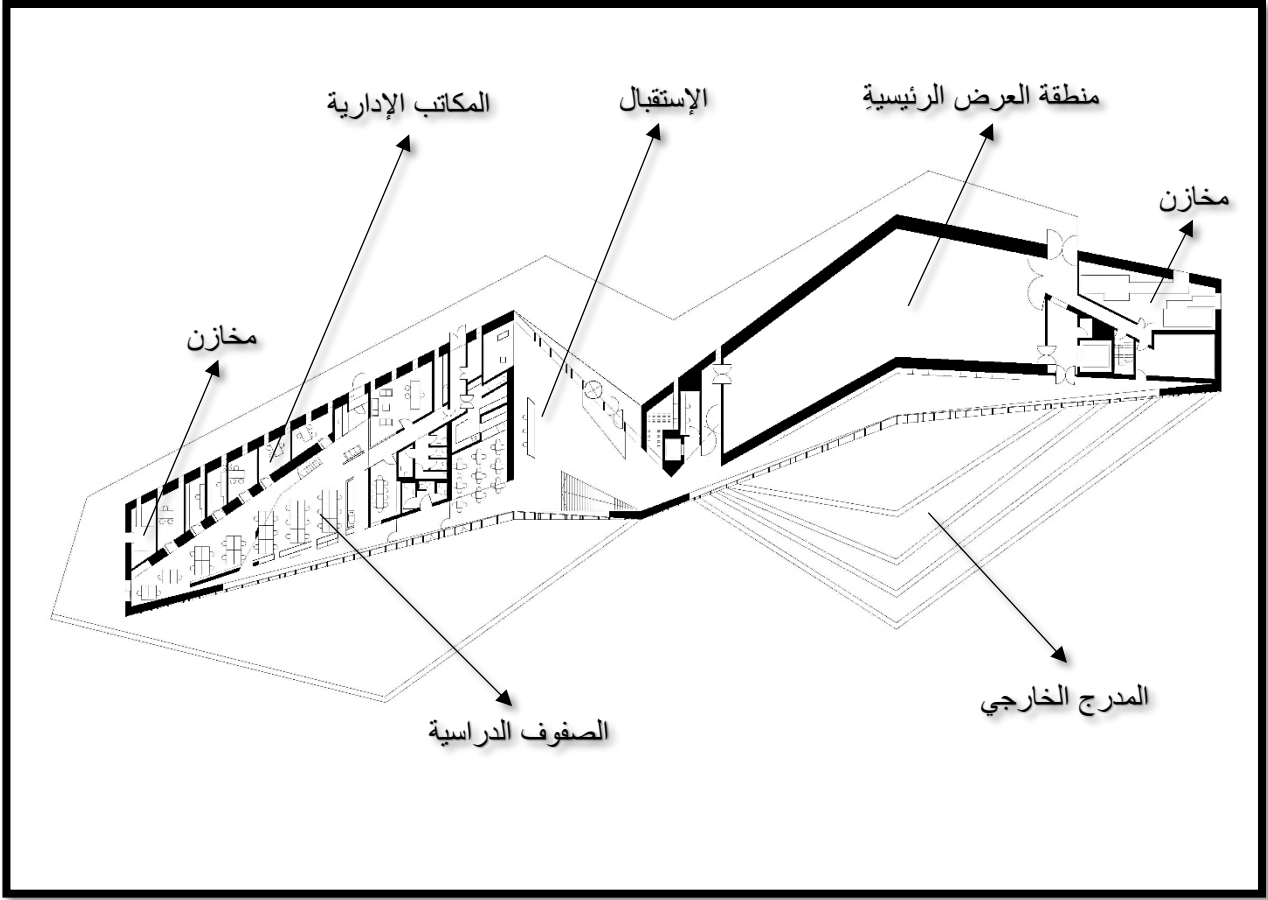 منطقة العرض الرئيسيةِ
الإستقبال
المكاتب الإدارية
مخازن
مخازن
المدرج الخارجي
الصفوف الدراسية